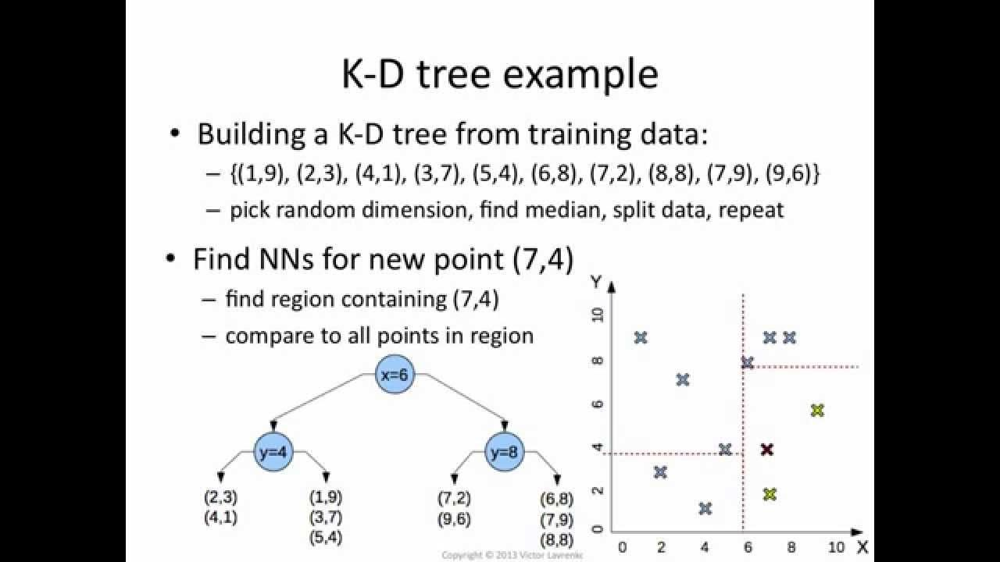 K-D tree example
• Building a K-D tree from training data:
– {(1,9), (2,3), (4,1), (3,7), (5,4), (6,8), (7,2), (8,8), (7,9), (9,6)}
– pick random dimension, find median, split data, repeat
• Find NNs for new point (7,4)
– find region containing (7,4)
– compare to all points in region
x=6
y=4
y=8
(2,3)
(4,1)
(1,9)
(3,7)
(5,4)
(7,2)
(9,6)
(6,8)
(7,9)
(8,8)
Y
10
8
6
4
2
0
0 2 4 6 8 10 X
Copyright © 2013 Victor Lavrenko